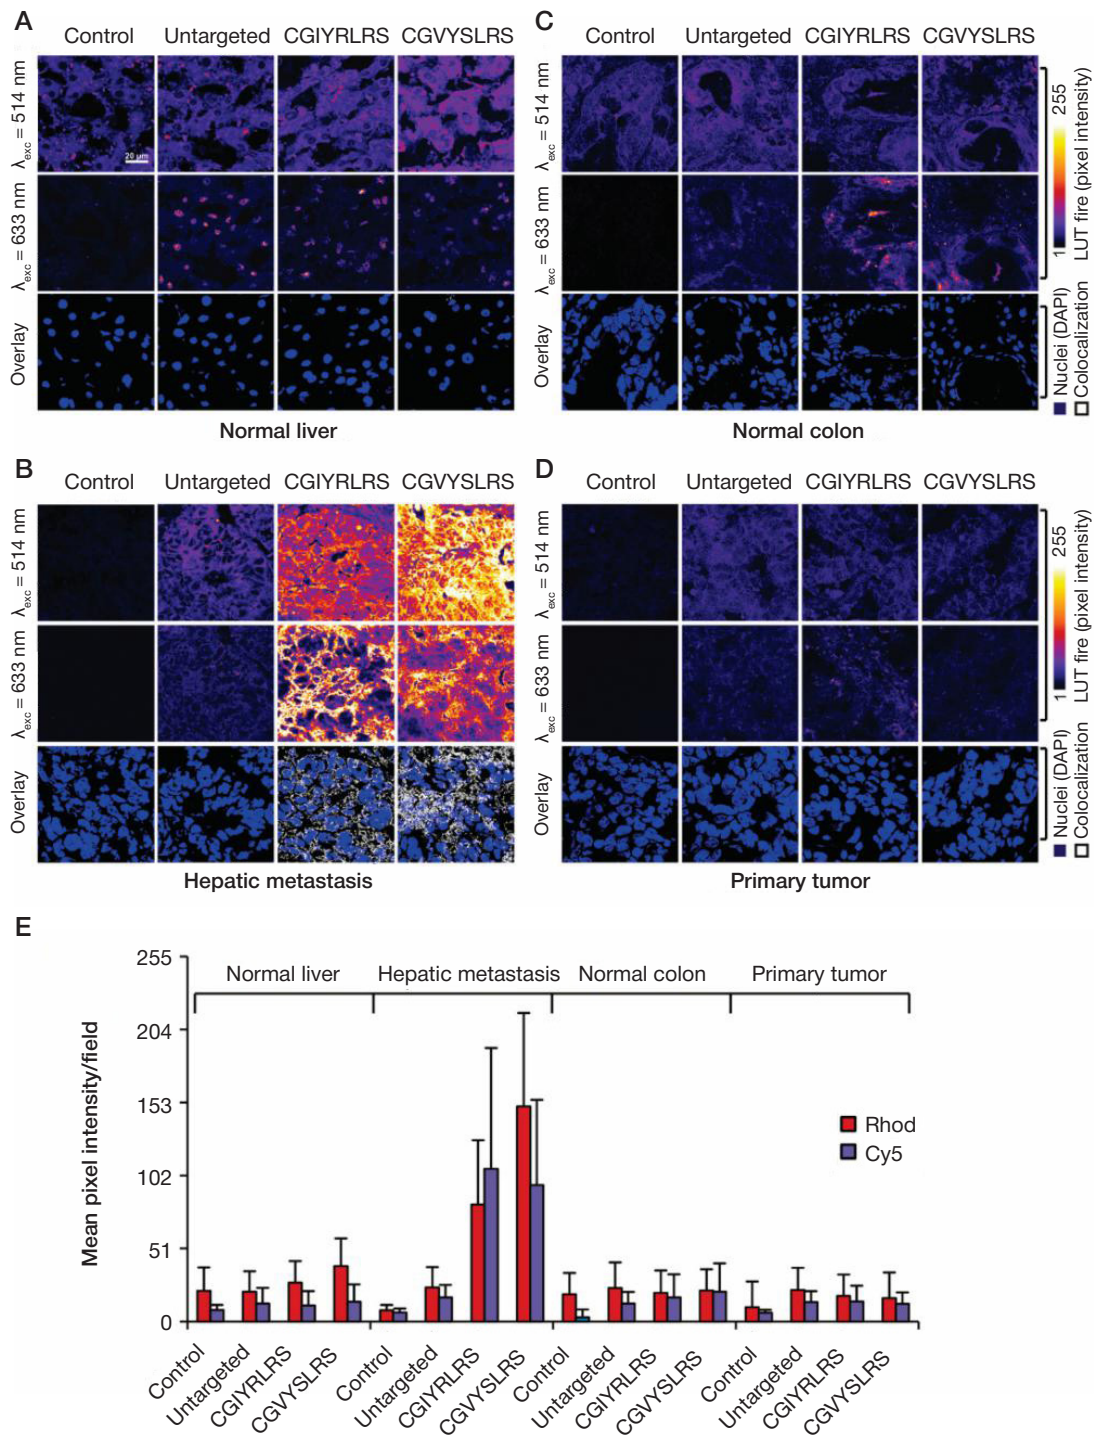 A
Control Untargeted CGIYRLRS CGVYSLRS
λexc = 514 nm
20 µm
λexc = 633 nm
Overlay
Normal liver
C
Control Untargeted CGIYRLRS CGVYSLRS
λexc = 514 nm
λexc = 633 nm
Overlay
Normal colon
1 255
LUT fire (pixel intensity)
Nuclei (DAPI)
Colocalization
B
Control Untargeted CGIYRLRS CGVYSLRS
λexc = 514 nm
λexc = 633 nm
Overlay
Hepatic metastasis
D
Control Untargeted CGIYRLRS CGVYSLRS
λexc = 514 nm
λexc = 633 nm
Overlay
Primary tumor
1 255
LUT fire (pixel intensity)
Nuclei (DAPI)
Colocalization
E
Mean pixel intensity/field
255
204
153
102
51
0
Normal liver Hepatic metastasis Normal colon Primary tumor
Rhod
Cy5
Control Untargeted CGIYRLRS CGVYSLRS Control Untargeted CGIYRLRS CGVYSLRS Control Untargeted CGIYRLRS CGVYSLRS Control Untargeted CGIYRLRS CGVYSLRS